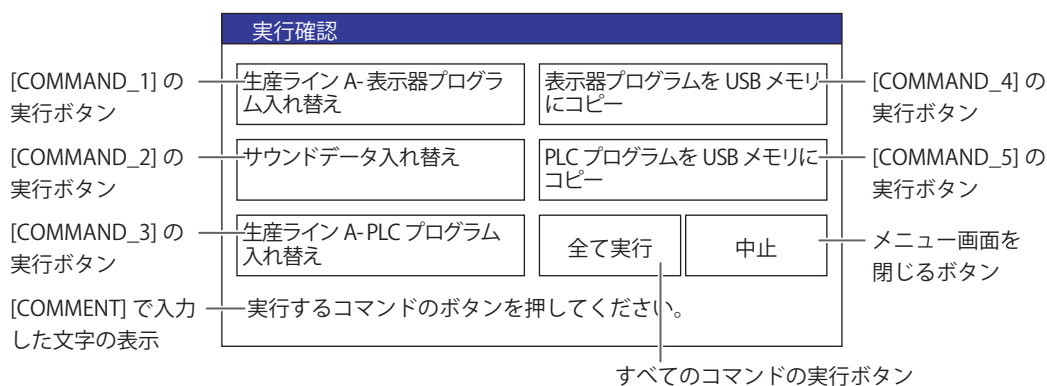 実行確認
[COMMAND_1] の
実行ボタン
生産ライン A- 表示器プログラ
ム入れ替え
表示器プログラムを USB メモリ
にコピー
[COMMAND_4] の
実行ボタン
[COMMAND_2] の
実行ボタン
サウンドデータ入れ替え
PLC プログラムを USB メモリに
コピー
[COMMAND_5] の
実行ボタン
[COMMAND_3] の
実行ボタン
生産ライン A- PLC プログラム
入れ替え
全て実行
中止
メニュー画面を
閉じるボタン
[COMMENT] で入力
した文字の表示
実行するコマンドのボタンを押してください。
すべてのコマンドの実行ボタン